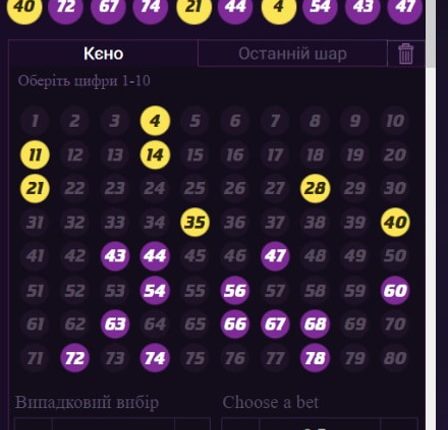 40 72 67 74 21 44 4 54 43 47
Кєно Останній шар
Оберіть цифри 1-10
1 2 3 4 5 6 7 8 9 10
11 12 13 14 15 16 17 18 19 20
21 22 23 24 25 26 27 28 29 30
31 32 33 34 35 36 37 38 39 40
41 42 43 44 45 46 47 48 49 50
51 52 53 54 55 56 57 58 59 60
61 62 63 64 65 66 67 68 69 70
71 72 73 74 75 76 77 78 79 80
Випадковий вибір Choose a bet